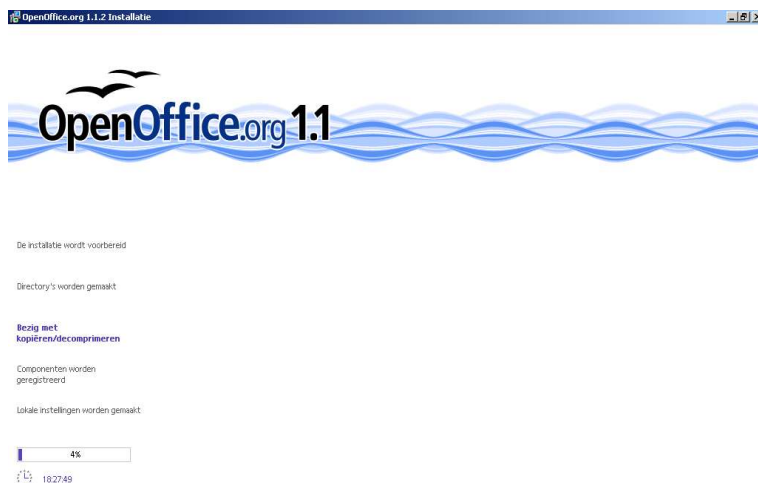 OpenOffice.org 1.1.2 Installatie
OpenOffice.org 1.1
De installatie wordt voorbereid
Directory's worden gemaakt
Bezig met
kopiëren/decomprimeren
Componenten worden
geregistreerd
Lokale instellingen worden gemaakt
4%
18:27:49